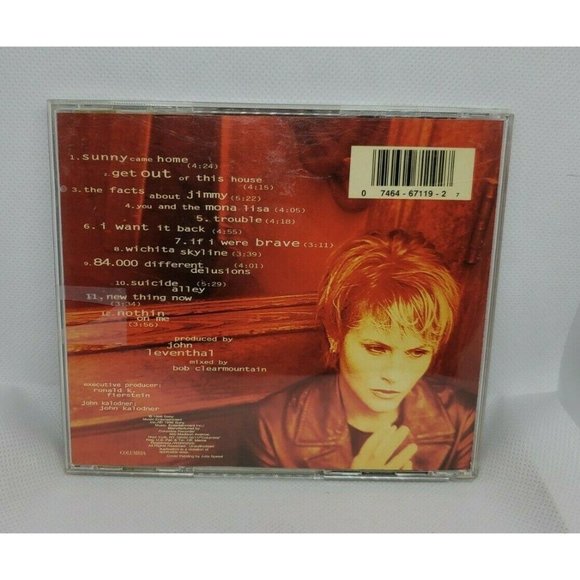 1. sunny came home (4:24)
2. get out of this house (4:15)
3. the facts about jimmy (5:22)
4. you and the mona lisa (4:05)
5. trouble (4:18)
6. i want it back (4:55)
7. if i were brave (3:11)
8. wichita skyline (3:39)
9. 84.000 different delusions (4:01)
10. suicide alley (5:29)
11. new thing now (3:34)
12. nothin on me (3:56)
produced by
john
leventhal
mixed by
bob clearmountain
executive producer:
ronald k.
fierstein
john kalodner:
john kalodner
COLUMBIA
0 7464-67119-2 7